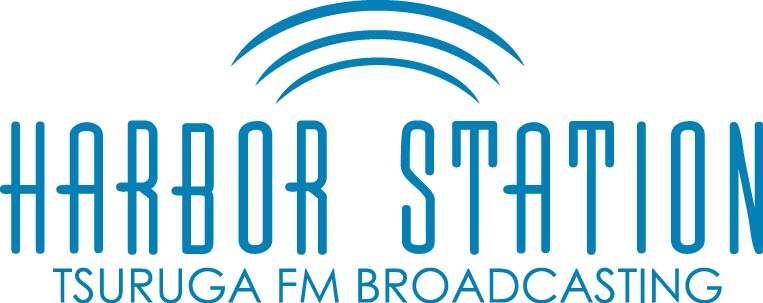 HARBOR STATION
TSURUGA FM BROADCASTING